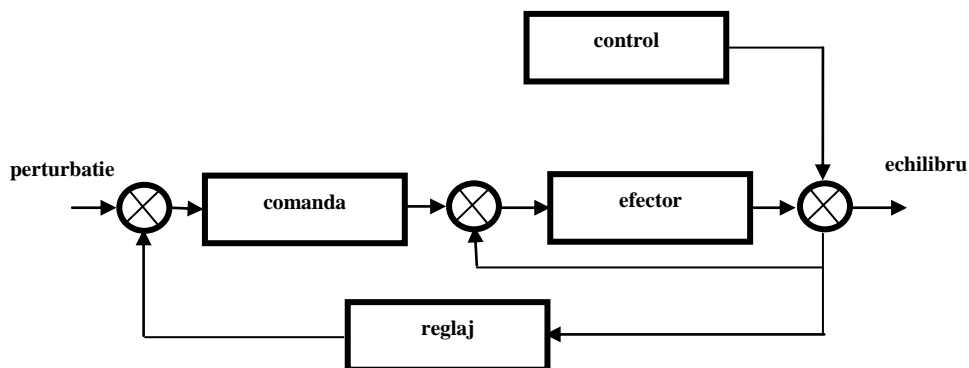 control
perturbatie
echilibru
comanda
efector
reglaj